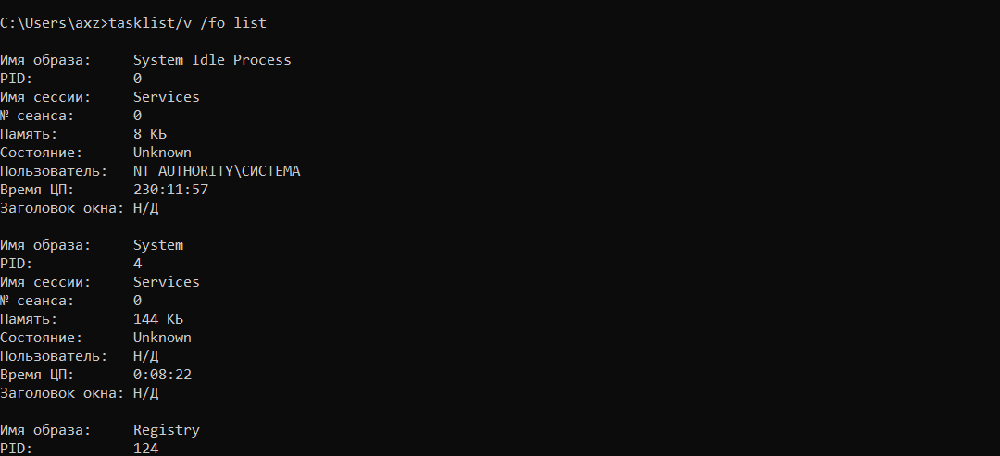 C:\Users\axz>tasklist/v /fo list
Имя образа: System Idle Process
PID: 0
Имя сессии: Services
№ сеанса: 0
Память: 8 КБ
Состояние: Unknown
Пользователь: NT AUTHORITY\СИСТЕМА
Время ЦП: 230:11:57
Заголовок окна: Н/Д
Имя образа: System
PID: 4
Имя сессии: Services
№ сеанса: 0
Память: 144 КБ
Состояние: Unknown
Пользователь: Н/Д
Время ЦП: 0:08:22
Заголовок окна: Н/Д
Имя образа: Registry
PID: 124